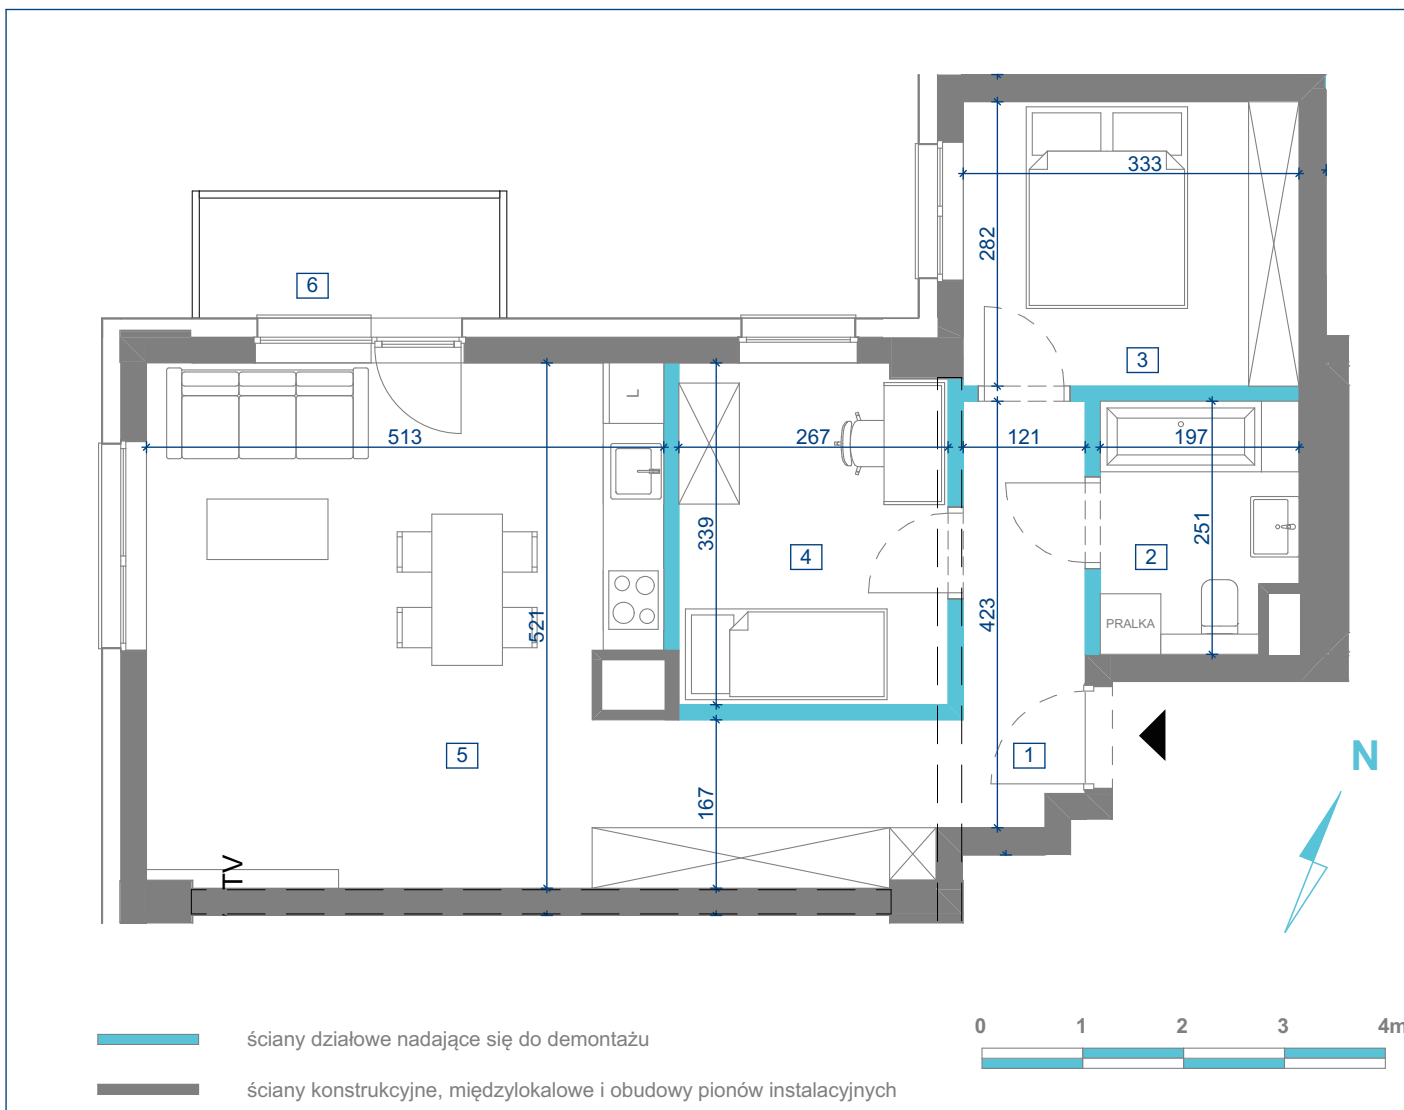 333
282
6
3
L
513
267
121
197
339
251
4
2
521
423
PRALKA
5
1
167
N
TV
0 1 2 3 4m
ściany działowe nadające się do demontażu
ściany konstrukcyjne, międzylokalowe i obudowy pionów instalacyjnych